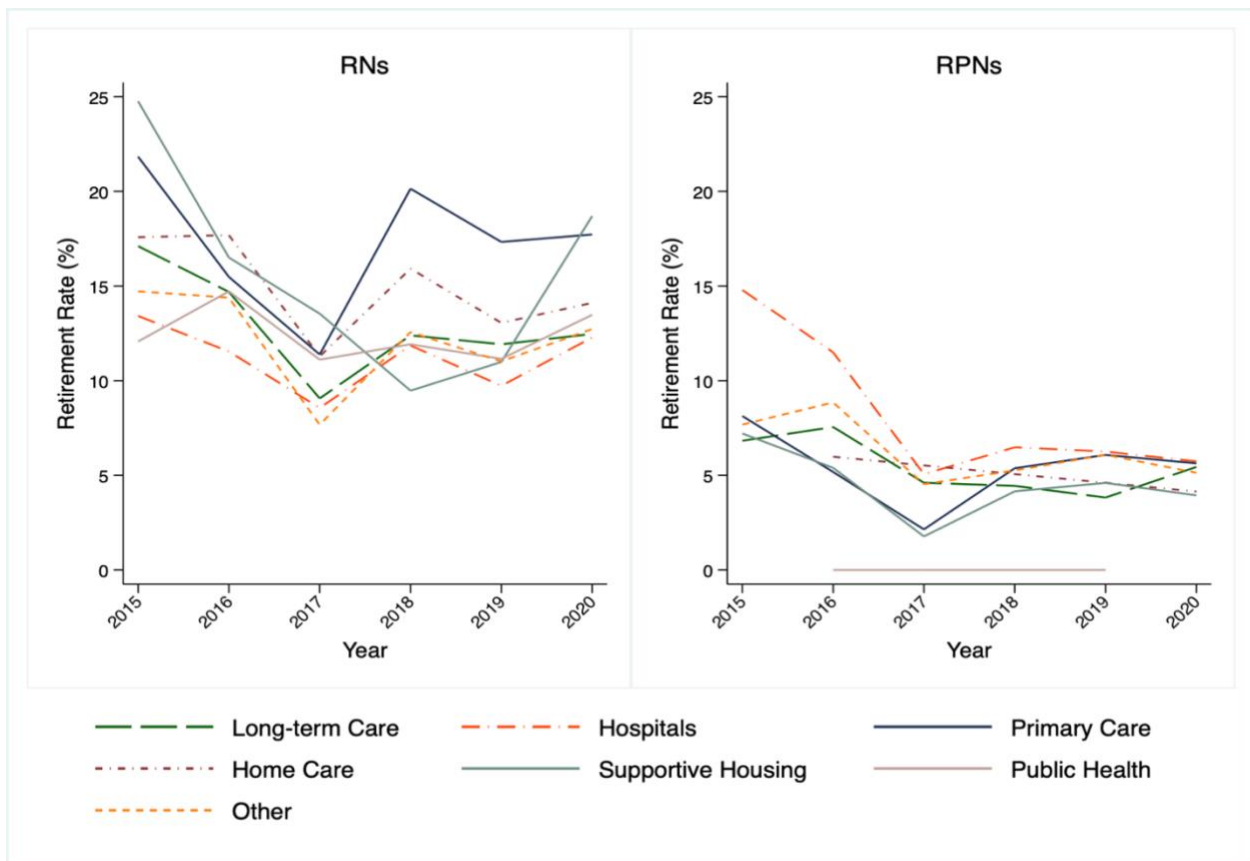 RNs
25
20
15
10
5
0
Retirement Rate (%)
2015
2016
2017
2018
2019
2020
Year
RPNs
25
20
15
10
5
0
Retirement Rate (%)
2015
2016
2017
2018
2019
2020
Year
Long-term Care
Hospitals
Primary Care
Home Care
Supportive Housing
Public Health
Other